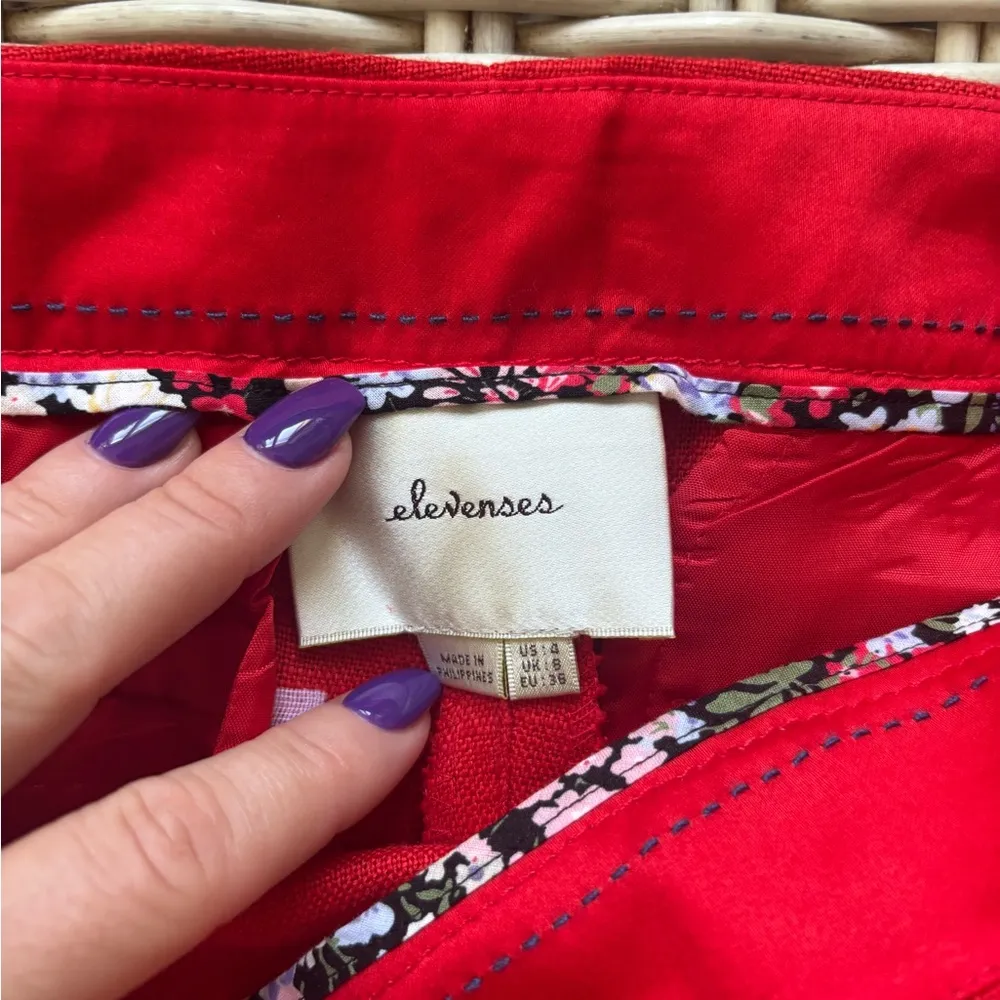 elevenses
MADE IN
PHILIPPINES
US:4
UK:8
EU:36